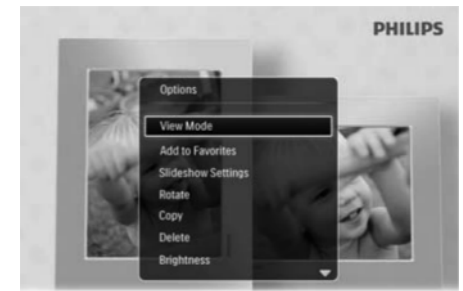 PHILIPS
Options
View Mode
Add to Favorites
Slideshow Settings
Rotate
Copy
Delete
Brightness